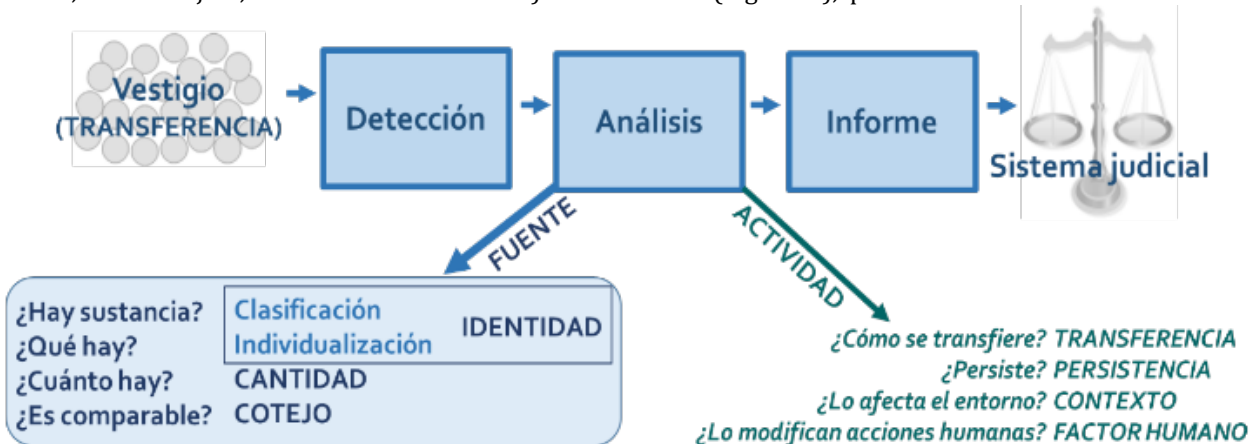 Vestigio
(TRANSFERENCIA)
Detección
Análisis
Informe
Sistema judicial
FUENTE
ACTIVIDAD
¿Hay sustancia? Clasificación
¿Qué hay? Individualización
IDENTIDAD
¿Cuánto hay? CANTIDAD
¿Es comparable? COTEJO
¿Cómo se transfiere? TRANSFERENCIA
¿Persiste? PERSISTENCIA
¿Lo afecta el entorno? CONTEXTO
¿Lo modifican acciones humanas? FACTOR HUMANO